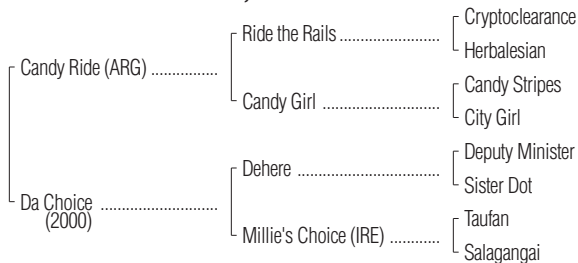 Cryptoclearance
Ride the Rails ..................
Herbalesian
Candy Ride (ARG) ...............
Candy Stripes
Candy Girl ........................
City Girl
Deputy Minister
Dehere ............................
Sister Dot
Da Choice ........................
(2000)
Taufan
Millie's Choice (IRE) ............
Salagangai